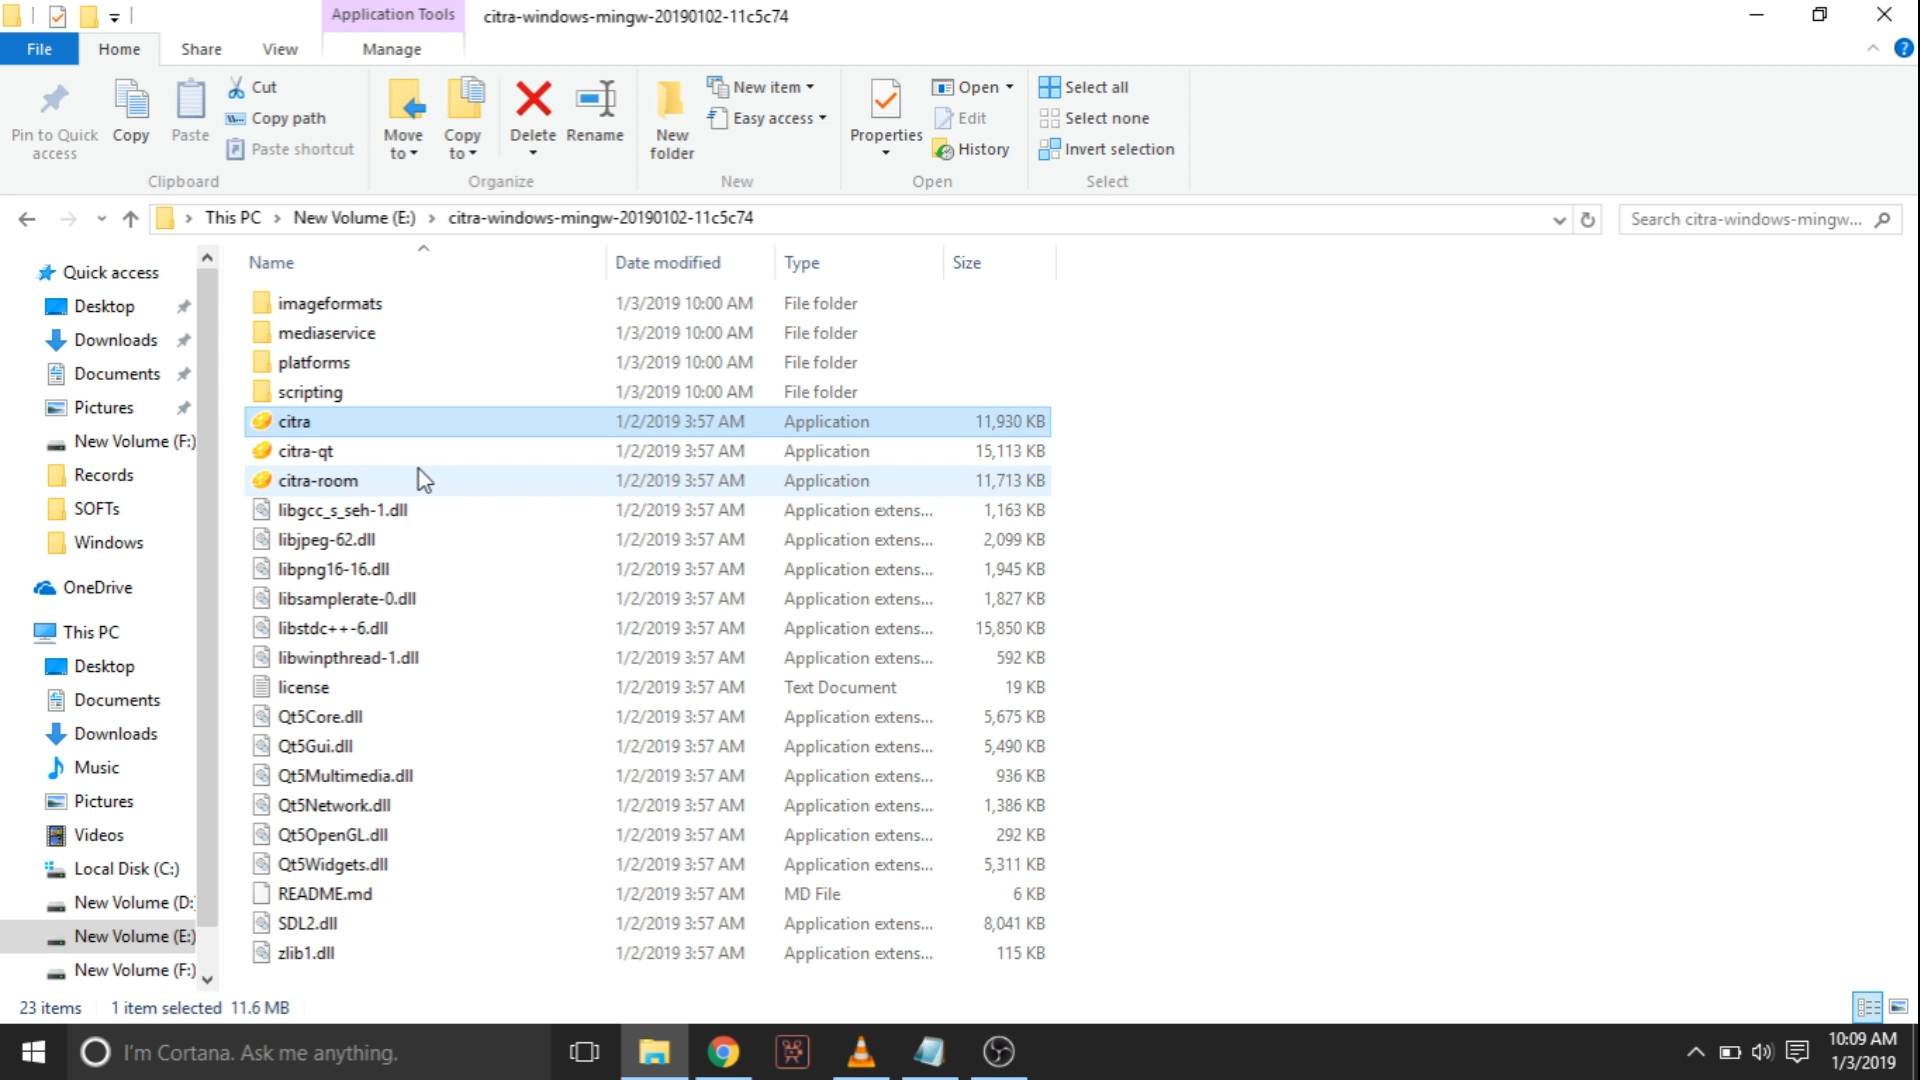 Application Tools
citra-windows-mingw-20190102-11c5c74
File
Home
Share
View
Manage
Pin to Quick access
Copy
Paste
Cut
Copy path
Paste shortcut
Clipboard
Move to
Copy to
Delete
Rename
Organize
New folder
New item
Easy access
New
Properties
Open
Edit
History
Open
Select all
Select none
Invert selection
Select
This PC > New Volume (E:) > citra-windows-mingw-20190102-11c5c74
Search citra-windows-mingw...
Quick access
Desktop
Downloads
Documents
Pictures
New Volume (F:)
Records
SOFTs
Windows
OneDrive
This PC
Desktop
Documents
Downloads
Music
Pictures
Videos
Local Disk (C:)
New Volume (D:
New Volume (E:)
New Volume (F:)
Name Date modified Type Size
imageformats 1/3/2019 10:00 AM File folder
mediaservice 1/3/2019 10:00 AM File folder
platforms 1/3/2019 10:00 AM File folder
scripting 1/3/2019 10:00 AM File folder
citra 1/2/2019 3:57 AM Application 11,930 KB
citra-qt 1/2/2019 3:57 AM Application 15,113 KB
citra-room 1/2/2019 3:57 AM Application 11,713 KB
libgcc_s_seh-1.dll 1/2/2019 3:57 AM Application extens... 1,163 KB
libjpeg-62.dll 1/2/2019 3:57 AM Application extens... 2,099 KB
libpng16-16.dll 1/2/2019 3:57 AM Application extens... 1,945 KB
libsamplerate-0.dll 1/2/2019 3:57 AM Application extens... 1,827 KB
libstdc++-6.dll 1/2/2019 3:57 AM Application extens... 15,850 KB
libwinpthread-1.dll 1/2/2019 3:57 AM Application extens... 592 KB
license 1/2/2019 3:57 AM Text Document 19 KB
Qt5Core.dll 1/2/2019 3:57 AM Application extens... 5,675 KB
Qt5Gui.dll 1/2/2019 3:57 AM Application extens... 5,490 KB
Qt5Multimedia.dll 1/2/2019 3:57 AM Application extens... 936 KB
Qt5Network.dll 1/2/2019 3:57 AM Application extens... 1,386 KB
Qt5OpenGL.dll 1/2/2019 3:57 AM Application extens... 292 KB
Qt5Widgets.dll 1/2/2019 3:57 AM Application extens... 5,311 KB
README.md 1/2/2019 3:57 AM MD File 6 KB
SDL2.dll 1/2/2019 3:57 AM Application extens... 8,041 KB
zlib1.dll 1/2/2019 3:57 AM Application extens... 115 KB
23 items 1 item selected 11.6 MB
I'm Cortana. Ask me anything.
10:09 AM
1/3/2019